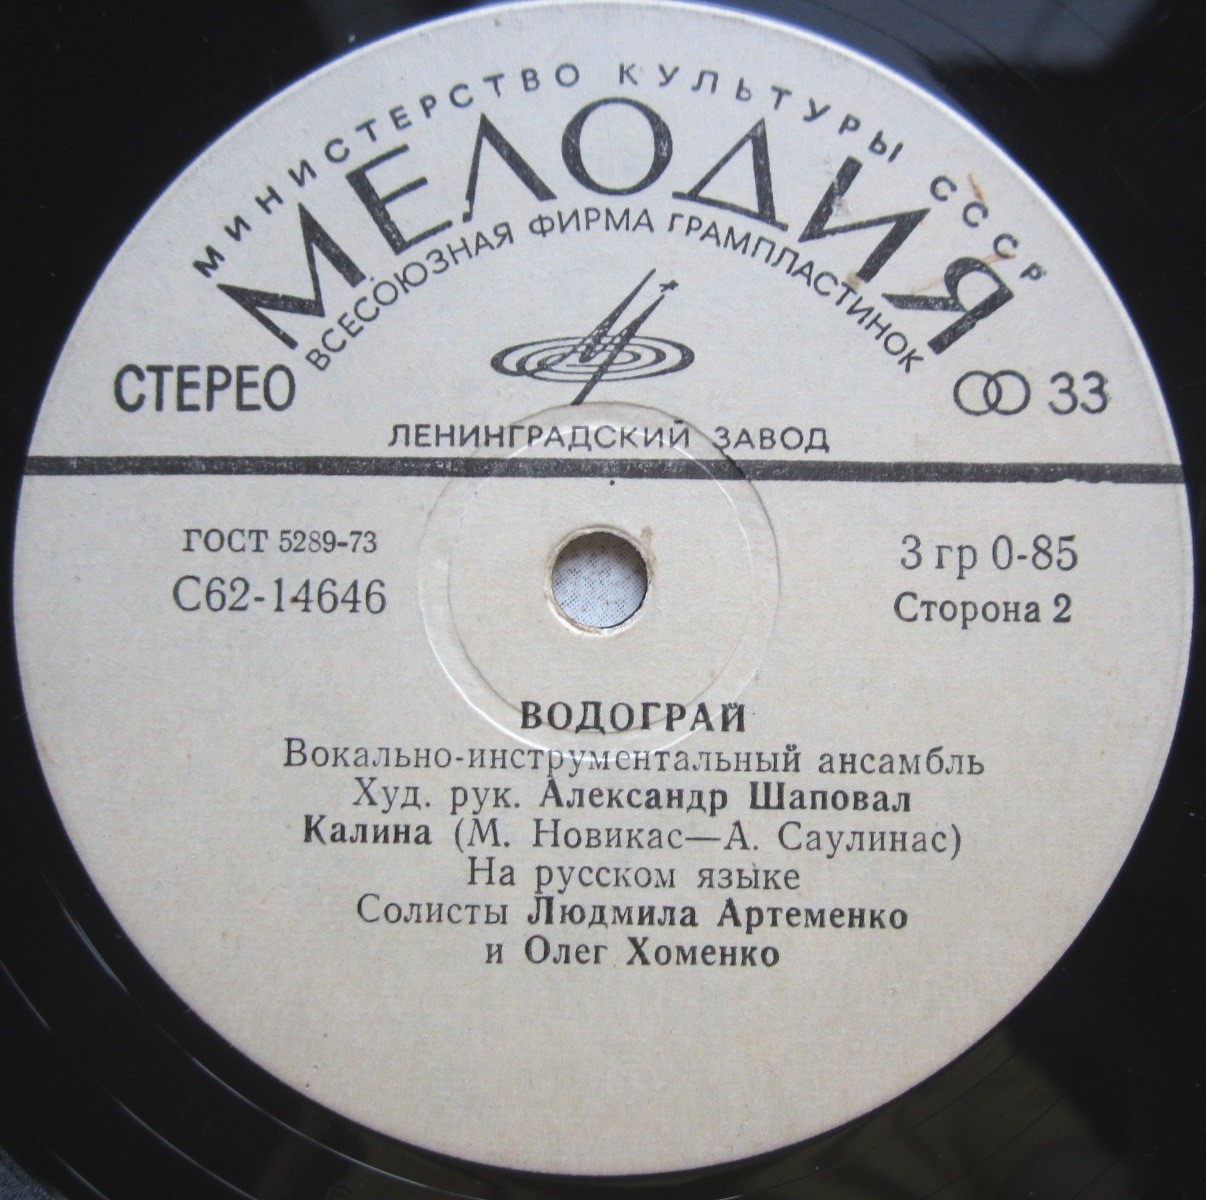 МИНИСТЕРСТВО КУЛЬТУРЫ СССР
МЕЛОДИЯ
ВСЕСОЮЗНАЯ ФИРМА ГРАМПЛАСТИНОК
СТЕРЕО
33
ЛЕНИНГРАДСКИЙ ЗАВОД
ГОСТ 5289-73
С62-14646
3 гр 0-85
Сторона 2
ВОДОГРАЙ
Вокально-инструментальный ансамбль
Худ. рук. Александр Шаповал
Калина (М. Новикас—А. Саулинас)
На русском языке
Солисты Людмила Артеменко
и Олег Хоменко